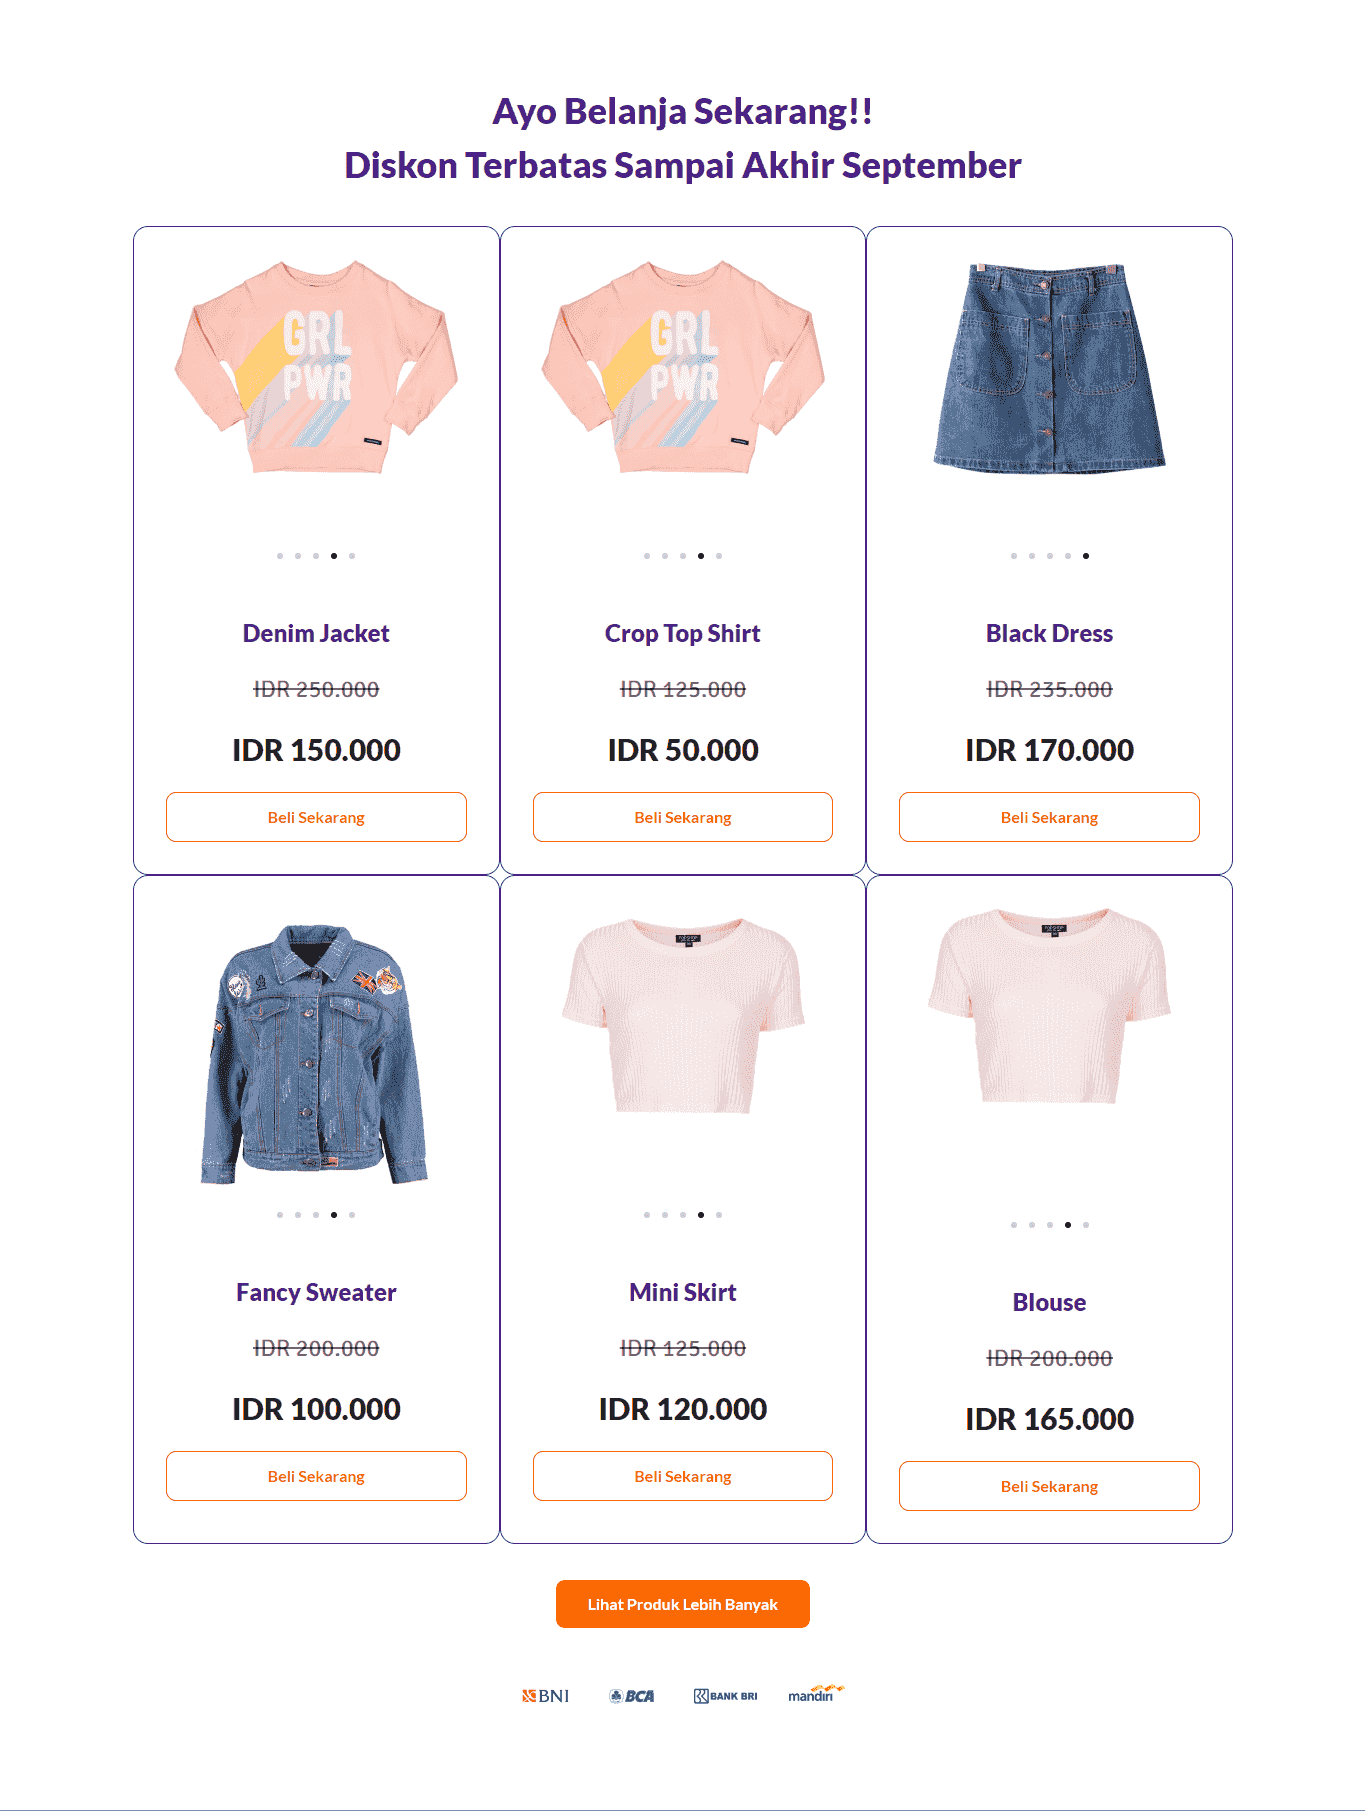 Ayo Belanja Sekarang!!
Diskon Terbatas Sampai Akhir September
GRL
PWR
GRL
PWR
Denim Jacket
Crop Top Shirt
Black Dress
IDR 250.000
IDR 125.000
IDR 235.000
IDR 150.000
IDR 50.000
IDR 170.000
Beli Sekarang
Beli Sekarang
Beli Sekarang
TOPSHOP
TOPSHOP
Fancy Sweater
Mini Skirt
Blouse
IDR 200.000
IDR 125.000
IDR 200.000
IDR 100.000
IDR 120.000
IDR 165.000
Beli Sekarang
Beli Sekarang
Beli Sekarang
Lihat Produk Lebih Banyak
BNI
BCA
BANK BRI
mandiri